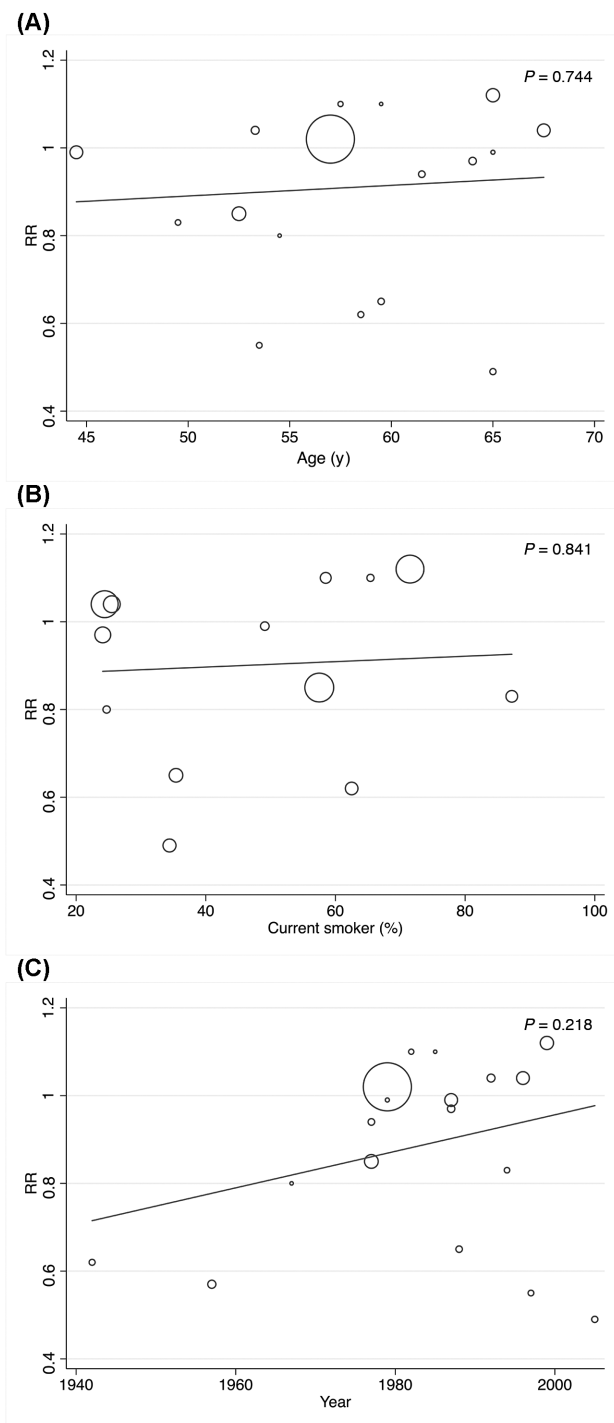 (A)
P = 0.744
1.2
1
0.8
0.6
0.4
RR
45 50 55 60 65 70
Age (y)
(B)
P = 0.841
1.2
1
0.8
0.6
0.4
RR
20 40 60 80 100
Current smoker (%)
(C)
P = 0.218
1.2
1
0.8
0.6
0.4
RR
1940 1960 1980 2000
Year